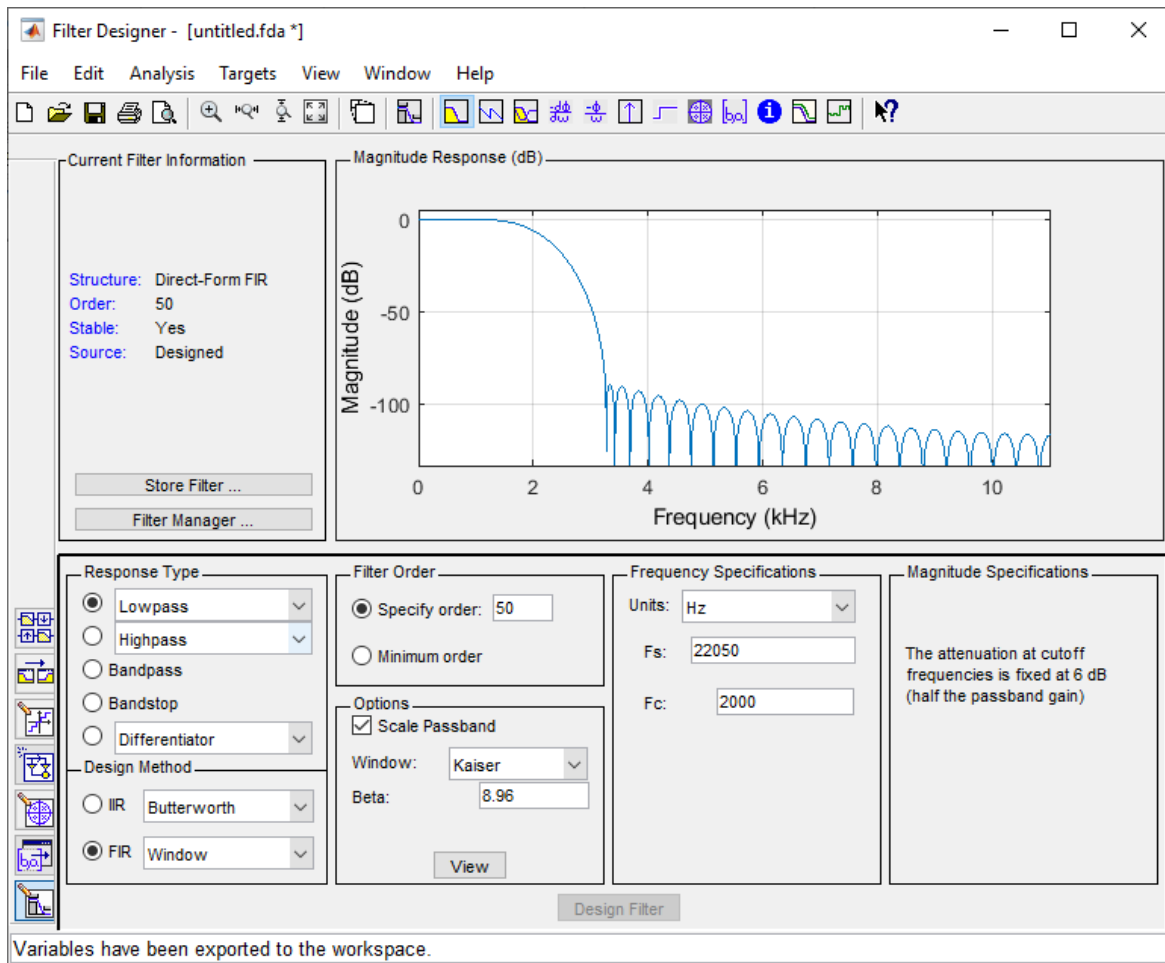 Filter Designer - [untitled.fda *]
File Edit Analysis Targets View Window Help
Current Filter Information
Structure: Direct-Form FIR
Order: 50
Stable: Yes
Source: Designed
Store Filter ...
Filter Manager ...
Magnitude Response (dB)
Magnitude (dB)
0
-50
-100
0 2 4 6 8 10
Frequency (kHz)
Response Type
Lowpass
Highpass
Bandpass
Bandstop
Differentiator
Design Method
IIR Butterworth
FIR Window
Filter Order
Specify order: 50
Minimum order
Options
Scale Passband
Window: Kaiser
Beta: 8.96
View
Frequency Specifications
Units: Hz
Fs: 22050
Fc: 2000
Magnitude Specifications
The attenuation at cutoff
frequencies is fixed at 6 dB
(half the passband gain)
Design Filter
Variables have been exported to the workspace.